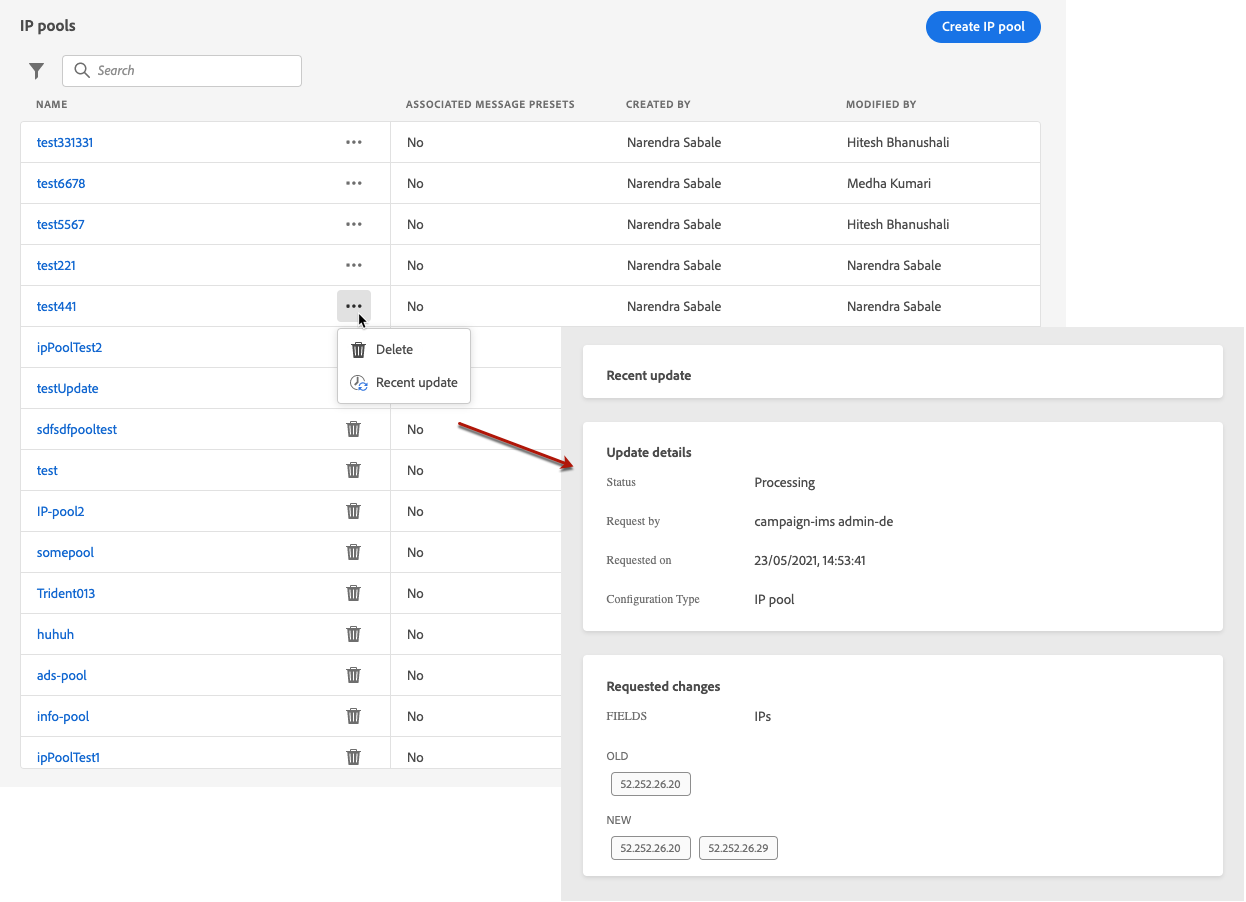 IP pools
Create IP pool
Search
NAME ASSOCIATED MESSAGE PRESETS CREATED BY MODIFIED BY
test331331 No Narendra Sabale Hitesh Bhanushali
test6678 No Narendra Sabale Medha Kumari
test5567 No Narendra Sabale Hitesh Bhanushali
test221 No Narendra Sabale Narendra Sabale
test441 No Narendra Sabale Narendra Sabale
ipPoolTest2
testUpdate
Delete
Recent update
sdfsdfpooltest No
test No
IP-pool2 No
somepool No
Trident013 No
huhuh No
ads-pool No
info-pool No
ipPoolTest1 No
Recent update
Update details
Status Processing
Request by campaign-ims admin-de
Requested on 23/05/2021, 14:53:41
Configuration Type IP pool
Requested changes
FIELDS IPs
OLD
52.252.26.20
NEW
52.252.26.20 52.252.26.29